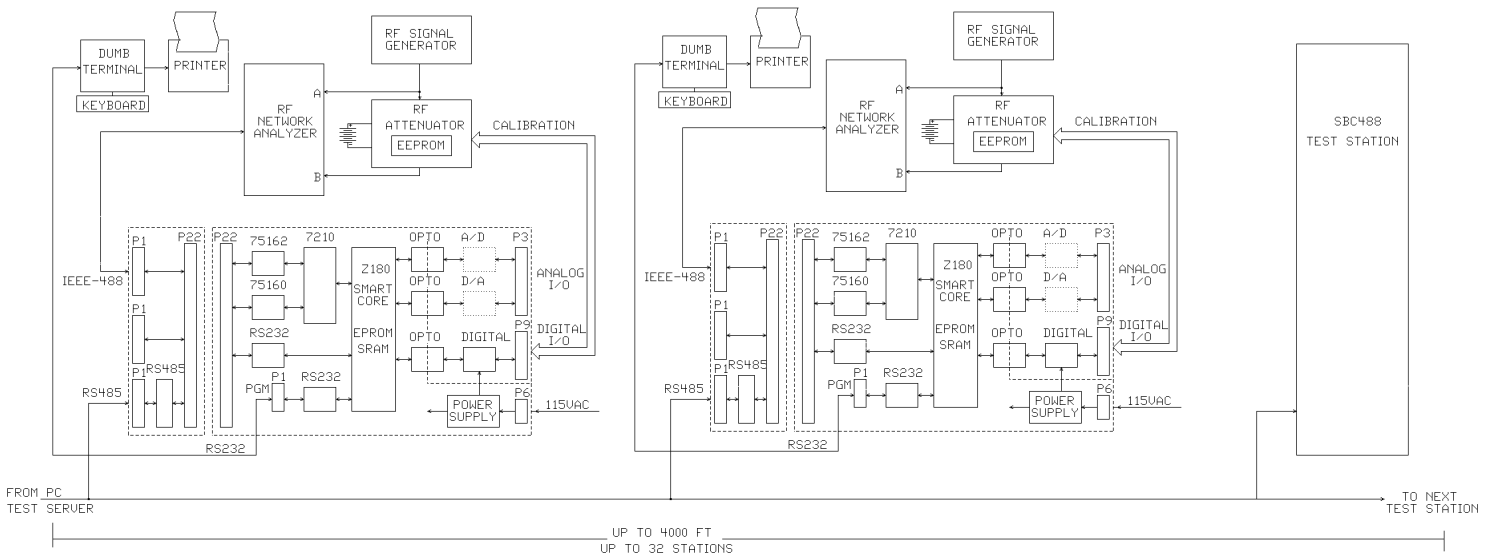 RF SIGNAL
GENERATOR
DUMB
TERMINAL
PRINTER
KEYBOARD
A
RF
NETWORK
ANALYZER
B
RF
ATTENUATOR
EEPROM
CALIBRATION
IEEE-488
P1
P22
P1
P1
RS485
RS485
P22
75162
7210
75160
RS232
P1
PGM
RS232
Z180
SMART
CORE
EPROM
SRAM
OPTO
A/D
P3
OPTO
D/A
OPTO
DIGITAL
P9
ANALOG
I/O
DIGITAL
I/O
POWER
SUPPLY
P6
115VAC
RS232
RF SIGNAL
GENERATOR
DUMB
TERMINAL
PRINTER
KEYBOARD
A
RF
NETWORK
ANALYZER
B
RF
ATTENUATOR
EEPROM
CALIBRATION
IEEE-488
P1
P22
P1
P1
RS485
RS485
P22
75162
7210
75160
RS232
P1
PGM
RS232
Z180
SMART
CORE
EPROM
SRAM
OPTO
A/D
P3
OPTO
D/A
OPTO
DIGITAL
P9
ANALOG
I/O
DIGITAL
I/O
POWER
SUPPLY
P6
115VAC
RS232
SBC488
TEST STATION
FROM PC
TEST SERVER
TO NEXT
TEST STATION
UP TO 4000 FT
UP TO 32 STATIONS